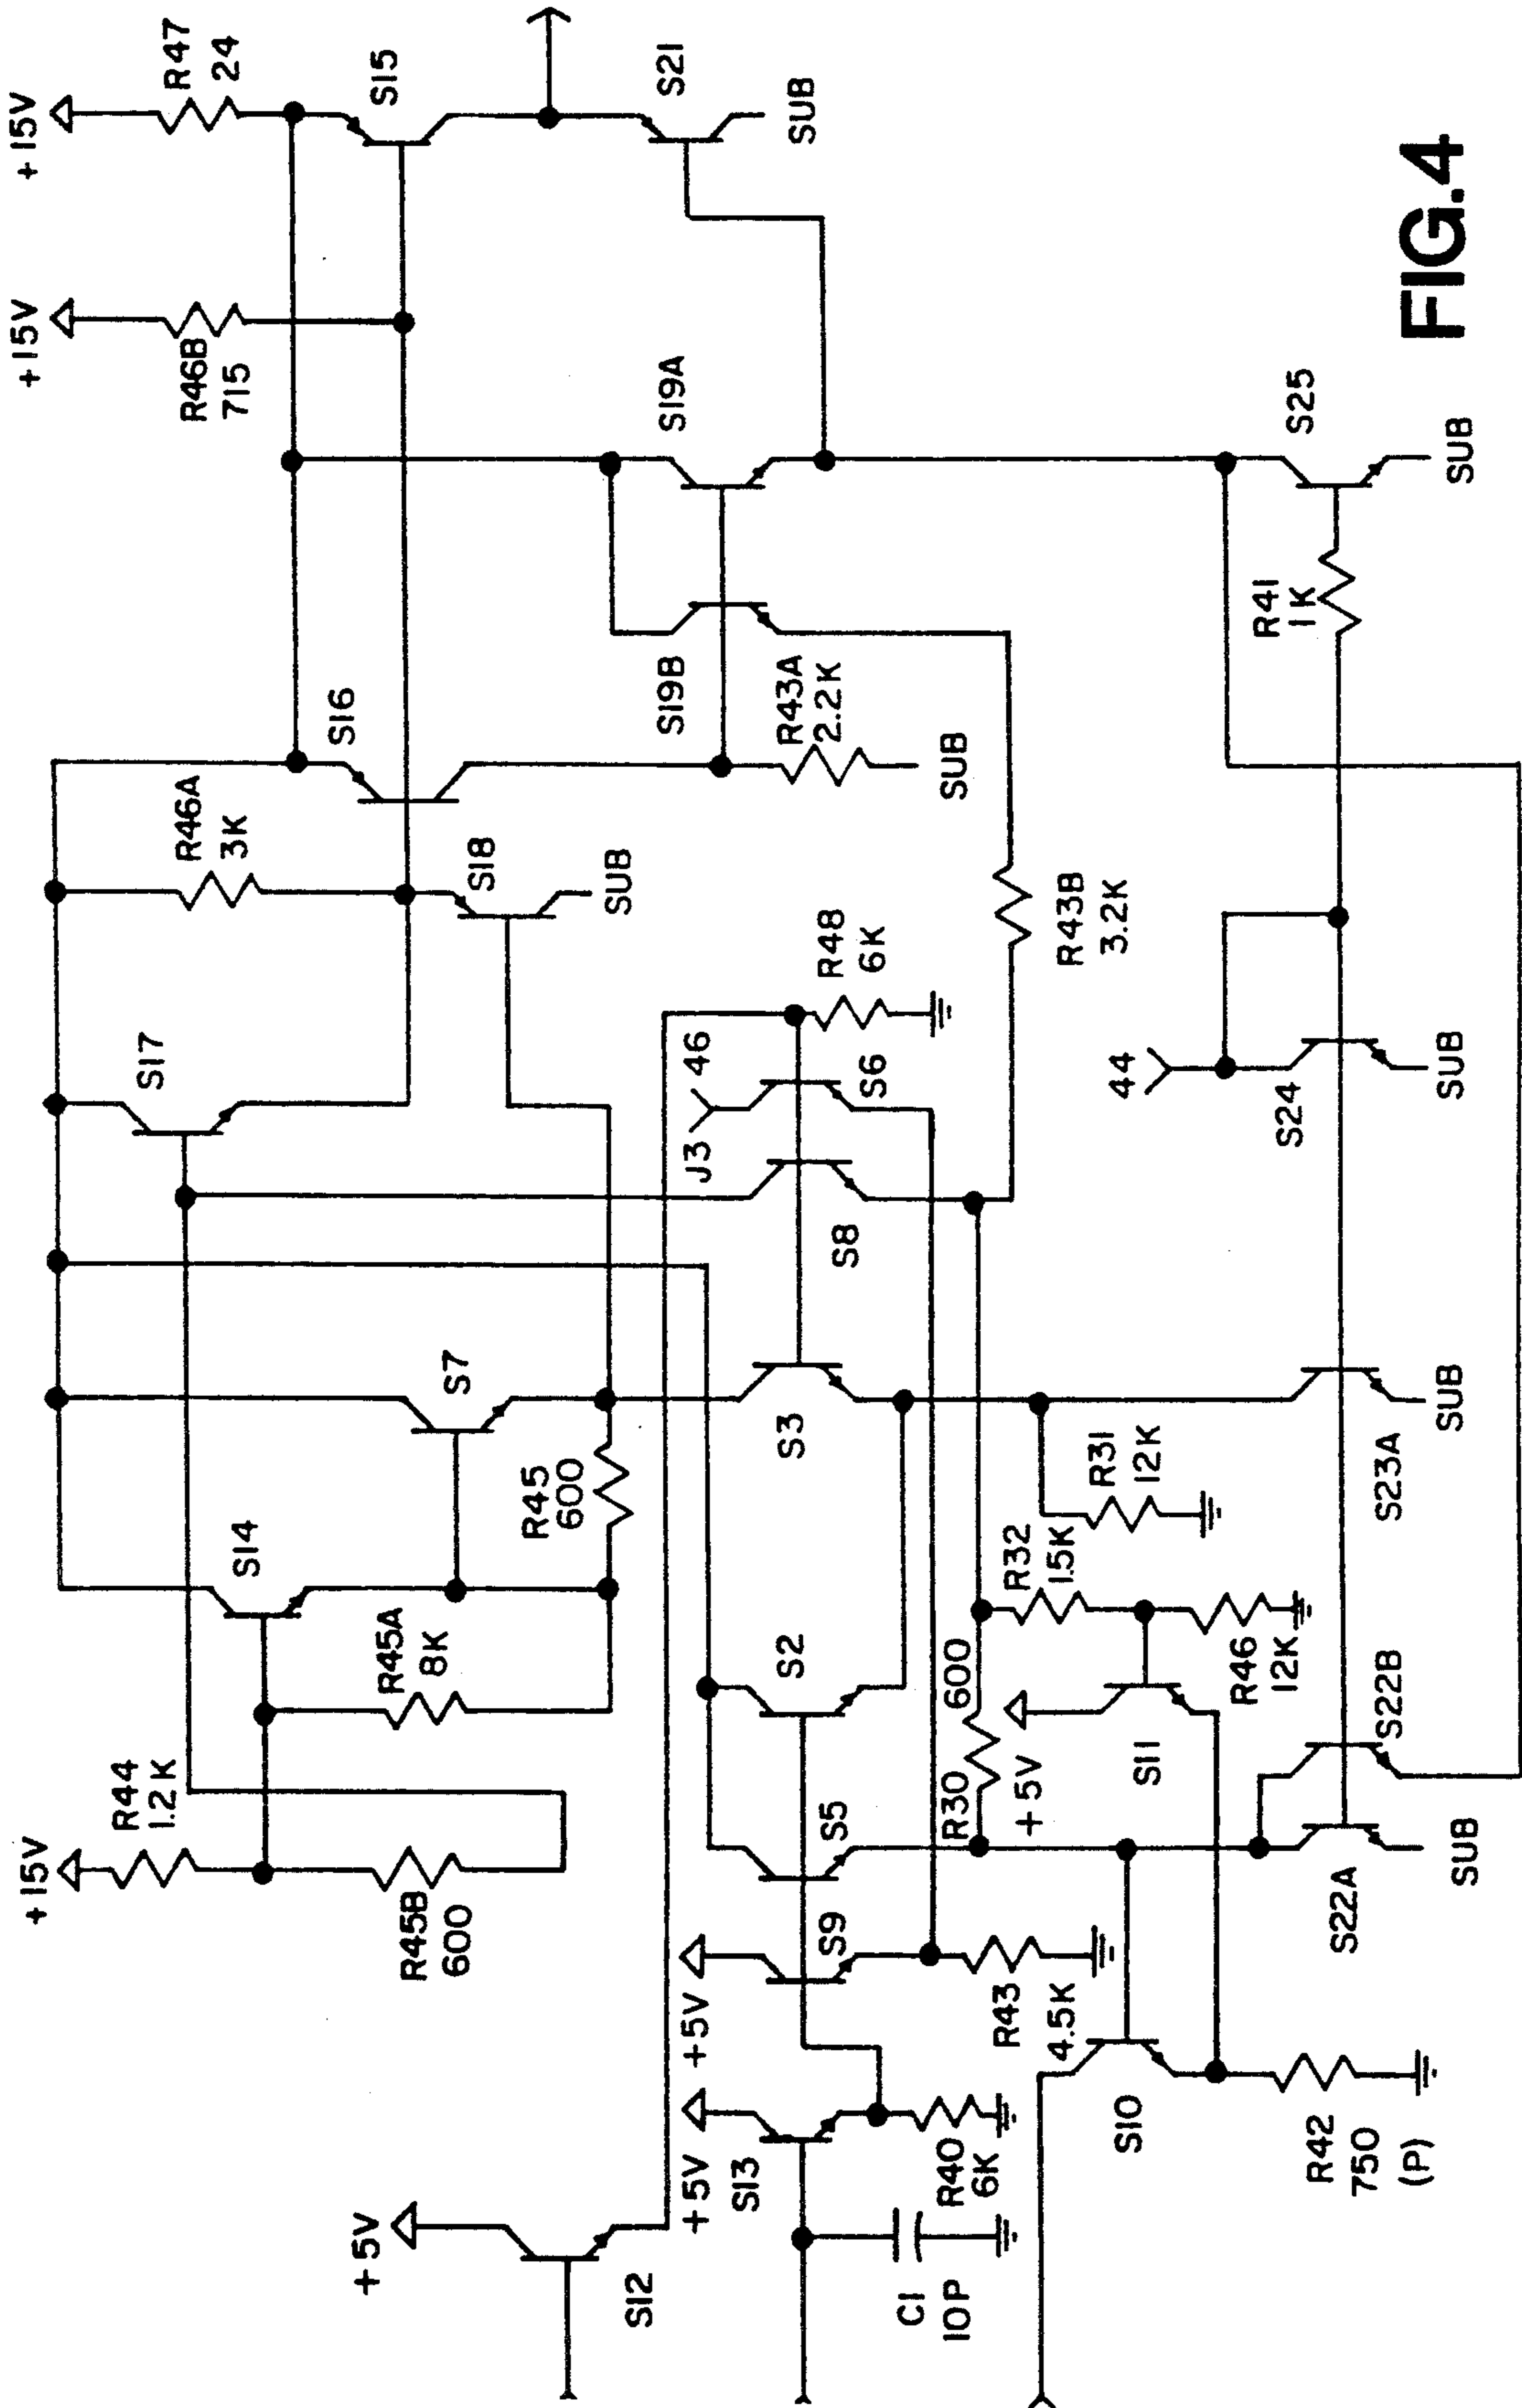 +15V
R47
24
S15
S21
SUB
+15V
R46B
715
S19A
S25
SUB
R41
1K
S16
S19B
R43A
2.2K
SUB
R46A
3K
S18
SUB
R48
6K
R43B
3.2K
S17
J3
46
S6
S8
44
S24
SUB
S7
S3
R45
600
R31
12K
S23A
SUB
S14
R45A
8K
S2
R32
1.5K
R46
12K
R44
1.2K
+15V
R45B
600
S5
R30
600
+5V
S11
S22B
S22A
SUB
S9
+5V
R43
4.5K
+5V
S13
R40
6K
S10
R42
750
(P)
+5V
S12
C1
10P
FIG.4